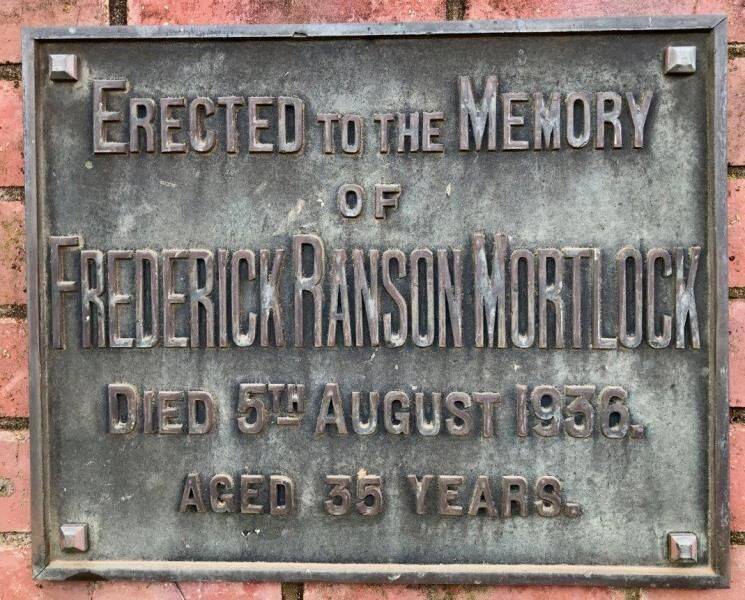 ERECTED TO THE MEMORY
OF
FREDERICK RANSON MORTLOCK
DIED 5TH AUGUST 1936.
AGED 35 YEARS.